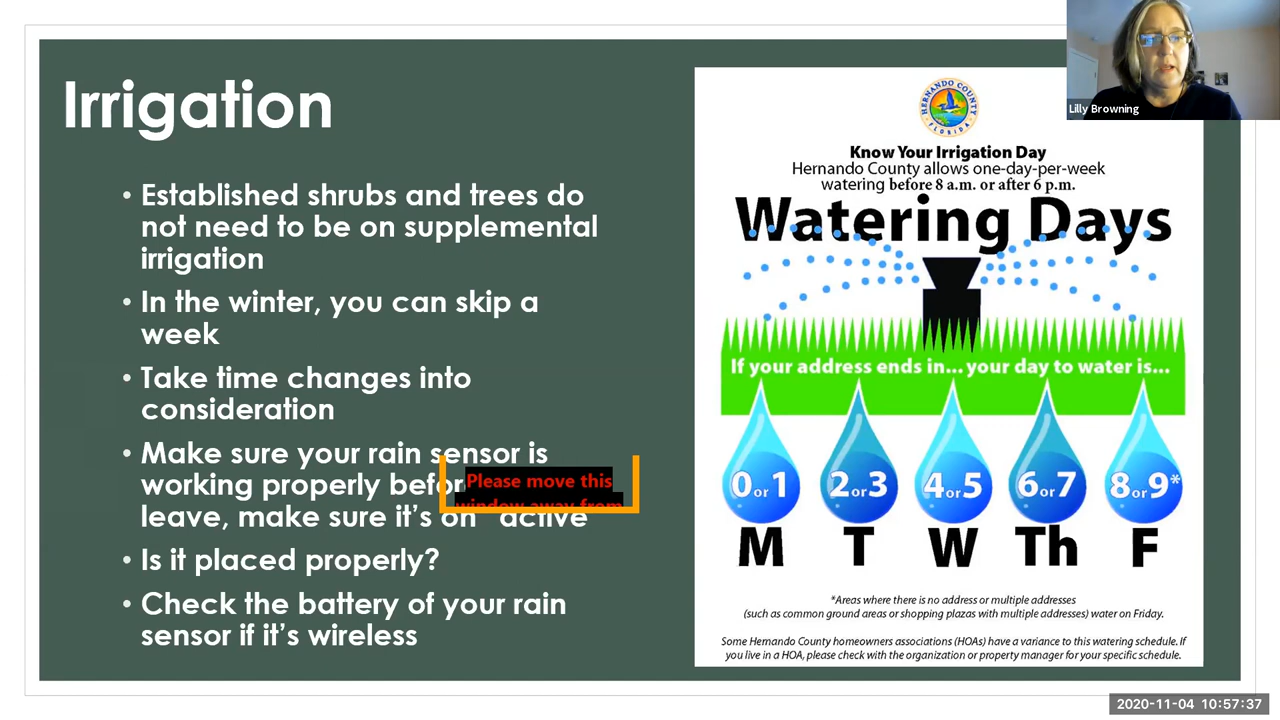 Irrigation
• Established shrubs and trees do
not need to be on supplemental
irrigation
• In the winter, you can skip a
week
• Take time changes into
consideration
• Make sure your rain sensor is
working properly befor
leave, make sure it's on "active
• Is it placed properly?
• Check the battery of your rain
sensor if it's wireless
Please move this
window away from
HERNANDO COUNTY
FLORIDA
Know Your Irrigation Day
Hernando County allows one-day-per-week
watering before 8 a.m. or after 6 p.m.
Watering Days
If your address ends in... your day to water is...
0 or 1 2 or 3 4 or 5 6 or 7 8 or 9*
M T W Th F
*Areas where there is no address or multiple addresses
(such as common ground areas or shopping plazas with multiple addresses) water on Friday.
Some Hernando County homeowners associations (HOAs) have a variance to this watering schedule. If
you live in a HOA, please check with the organization or property manager for your specific schedule.
Lilly Browning
2020-11-04 10:57:37